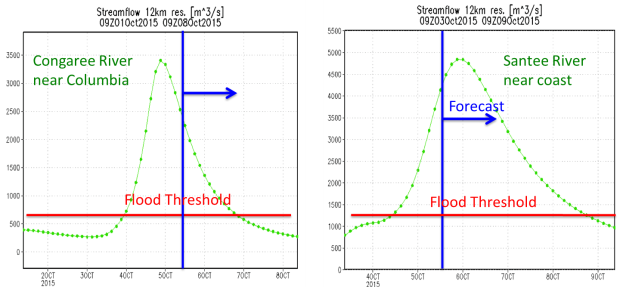 Streamflow 12km res. [m^3/s]
09Z01Oct2015 09Z08Oct2015
Congaree River
near Columbia
Flood Threshold
3500
3000
2500
2000
1500
1000
500
0
2OCT
2015
3OCT
4OCT
5OCT
6OCT
7OCT
8OCT
Streamflow 12km res. [m^3/s]
09Z03Oct2015 09Z09Oct2015
Santee River
near coast
Forecast
Flood Threshold
5500
5000
4500
4000
3500
3000
2500
2000
1500
1000
500
0
4OCT
2015
5OCT
6OCT
7OCT
8OCT
9OCT